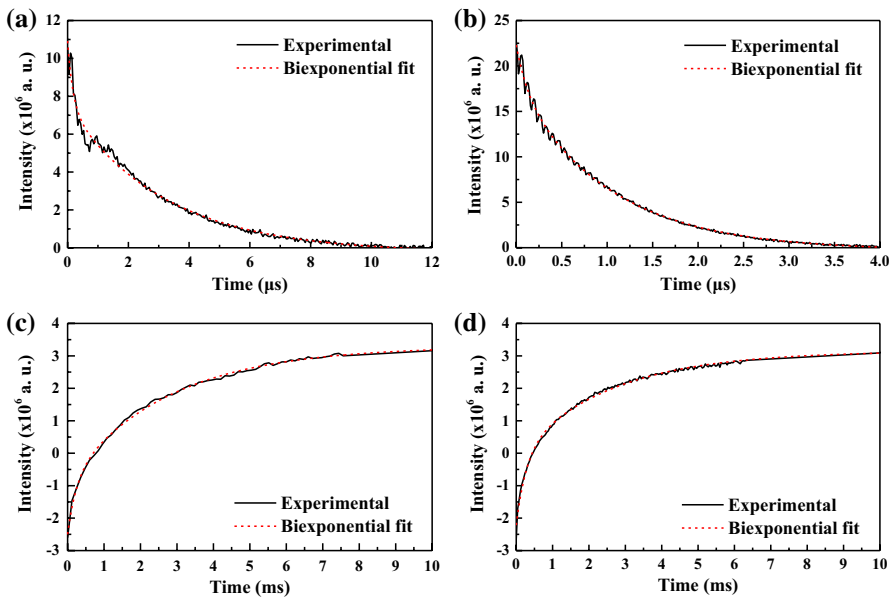 (a)
12
10
8
6
4
2
0
Intensity (x10⁶ a. u.)
Experimental
Biexponential fit
0 2 4 6 8 10 12
Time (μs)
(b)
25
20
15
10
5
0
Intensity (x10⁶ a. u.)
Experimental
Biexponential fit
0.0 0.5 1.0 1.5 2.0 2.5 3.0 3.5 4.0
Time (μs)
(c)
4
3
2
1
0
-1
-2
-3
Intensity (x10⁶ a. u.)
Experimental
Biexponential fit
0 1 2 3 4 5 6 7 8 9 10
Time (ms)
(d)
4
3
2
1
0
-1
-2
-3
Intensity (x10⁶ a. u.)
Experimental
Biexponential fit
0 1 2 3 4 5 6 7 8 9 10
Time (ms)